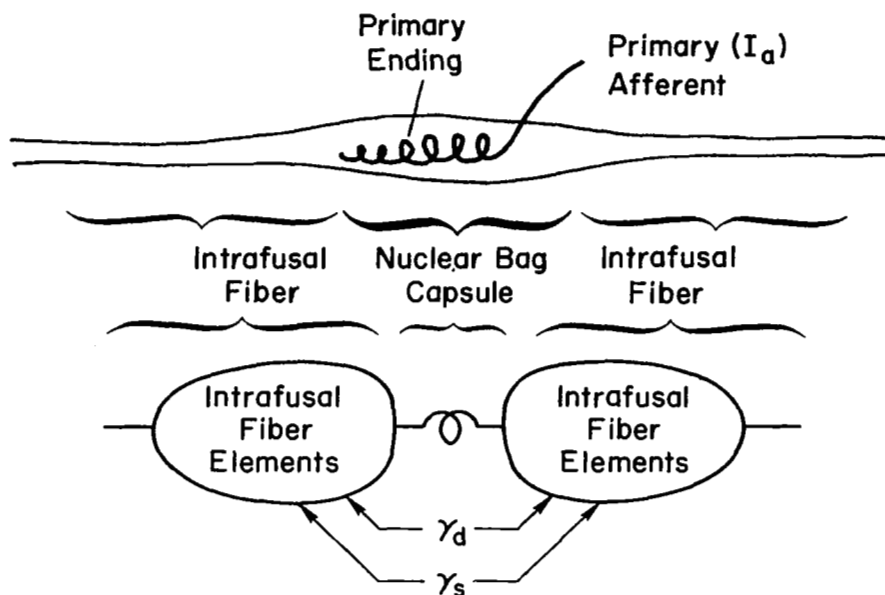 Primary
Ending
Primary (Ia)
Afferent
Intrafusal
Fiber
Nuclear Bag
Capsule
Intrafusal
Fiber
Intrafusal
Fiber
Elements
Intrafusal
Fiber
Elements
γd
γs